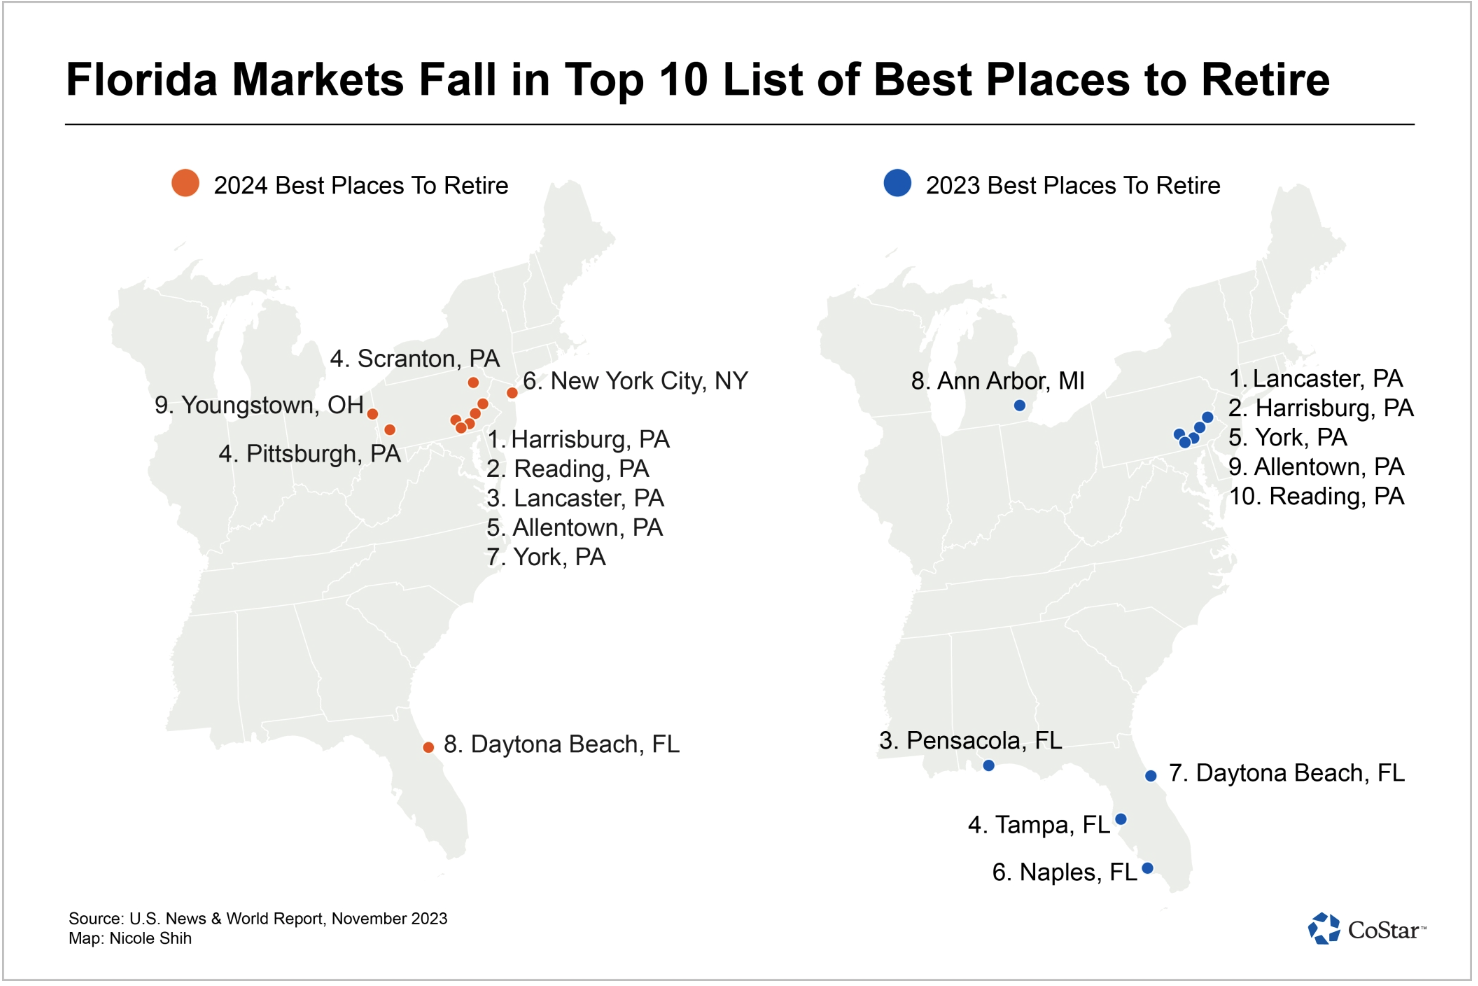 Florida Markets Fall in Top 10 List of Best Places to Retire
2024 Best Places To Retire
4. Scranton, PA
6. New York City, NY
9. Youngstown, OH
4. Pittsburgh, PA
1. Harrisburg, PA
2. Reading, PA
3. Lancaster, PA
5. Allentown, PA
7. York, PA
8. Daytona Beach, FL
2023 Best Places To Retire
8. Ann Arbor, MI
1. Lancaster, PA
2. Harrisburg, PA
5. York, PA
9. Allentown, PA
10. Reading, PA
3. Pensacola, FL
7. Daytona Beach, FL
4. Tampa, FL
6. Naples, FL
Source: U.S. News & World Report, November 2023
Map: Nicole Shih
CoStar™